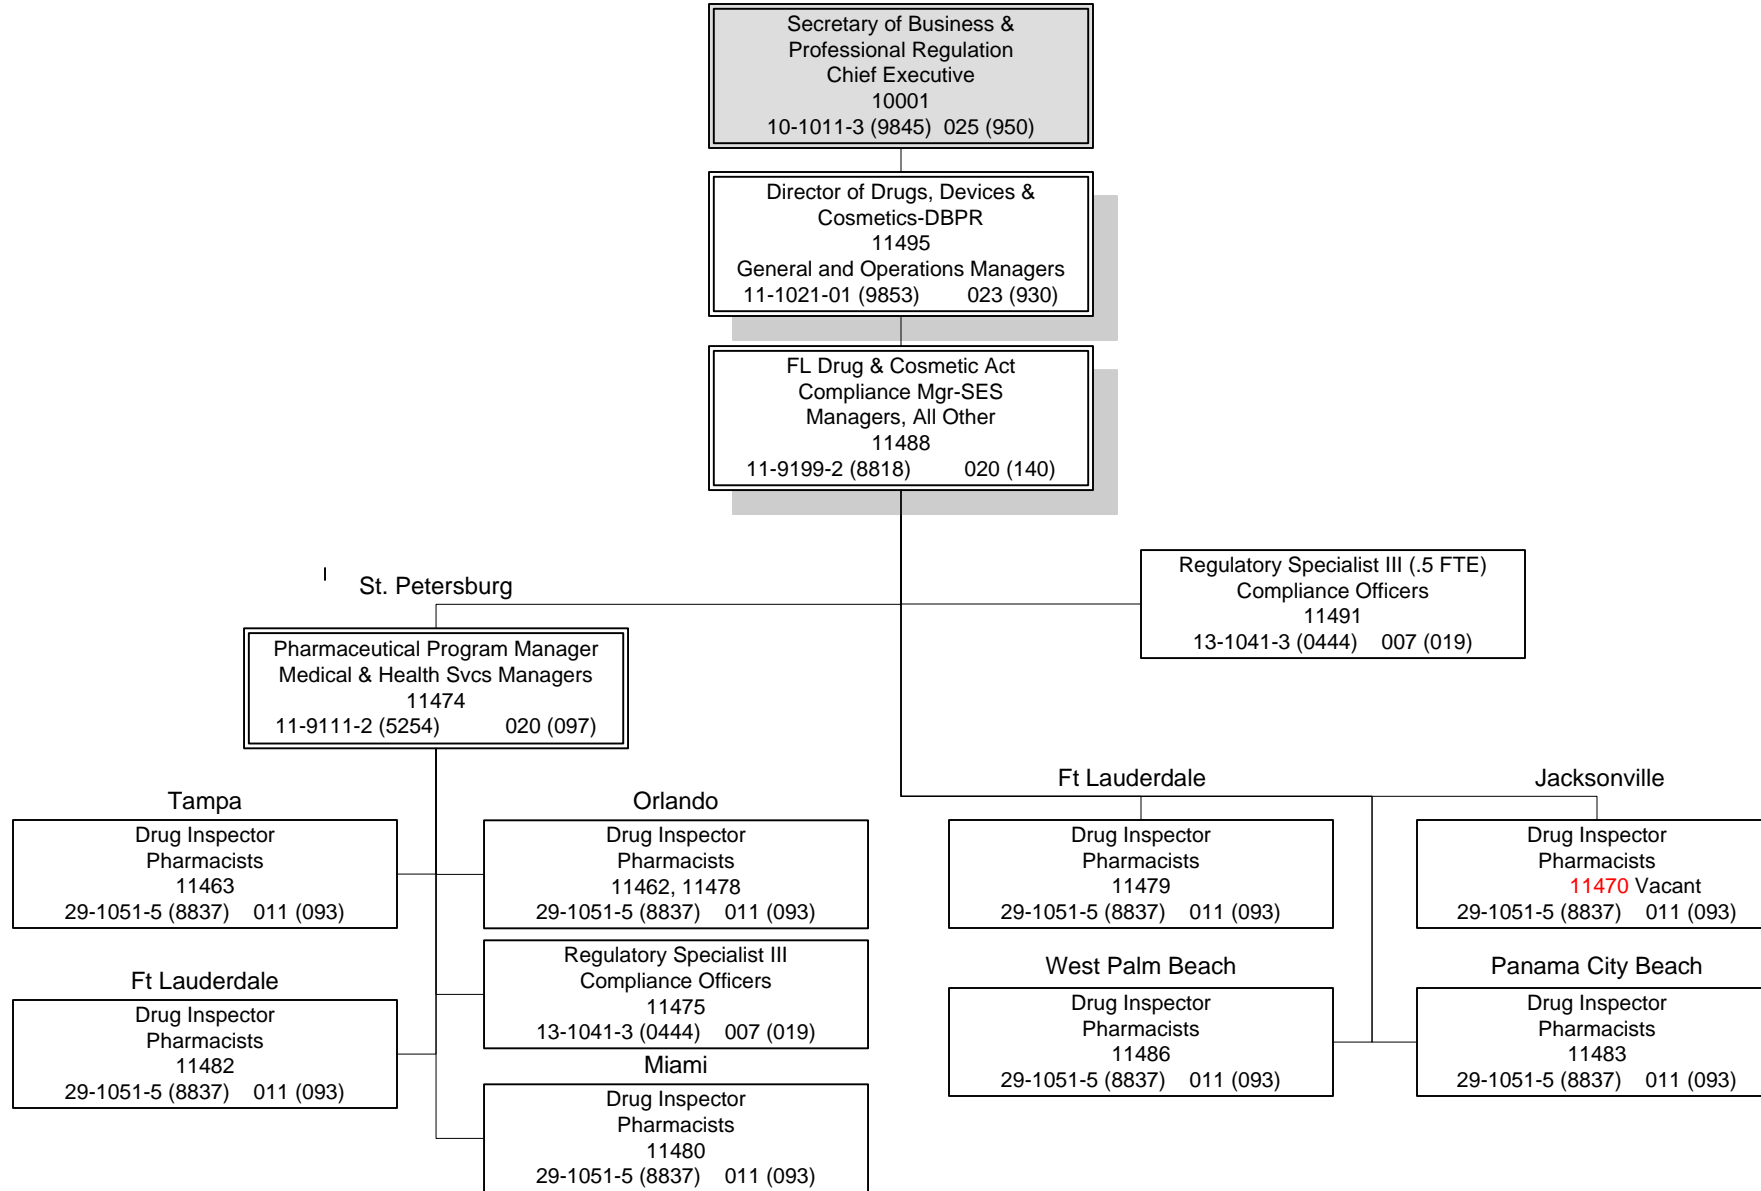 Secretary of Business &
Professional Regulation
Chief Executive
10001
10-1011-3 (9845) 025 (950)
Director of Drugs, Devices &
Cosmetics-DBPR
11495
General and Operations Managers
11-1021-01 (9853) 023 (930)
FL Drug & Cosmetic Act
Compliance Mgr-SES
Managers, All Other
11488
11-9199-2 (8818) 020 (140)
Regulatory Specialist III (.5 FTE)
Compliance Officers
11491
13-1041-3 (0444) 007 (019)
St. Petersburg
Pharmaceutical Program Manager
Medical & Health Svcs Managers
11474
11-9111-2 (5254) 020 (097)
Tampa
Drug Inspector
Pharmacists
11463
29-1051-5 (8837) 011 (093)
Orlando
Drug Inspector
Pharmacists
11462, 11478
29-1051-5 (8837) 011 (093)
Ft Lauderdale
Drug Inspector
Pharmacists
11479
29-1051-5 (8837) 011 (093)
Jacksonville
Drug Inspector
Pharmacists
11470 Vacant
29-1051-5 (8837) 011 (093)
Ft Lauderdale
Drug Inspector
Pharmacists
11482
29-1051-5 (8837) 011 (093)
Regulatory Specialist III
Compliance Officers
11475
13-1041-3 (0444) 007 (019)
Miami
Drug Inspector
Pharmacists
11480
29-1051-5 (8837) 011 (093)
West Palm Beach
Drug Inspector
Pharmacists
11486
29-1051-5 (8837) 011 (093)
Panama City Beach
Drug Inspector
Pharmacists
11483
29-1051-5 (8837) 011 (093)